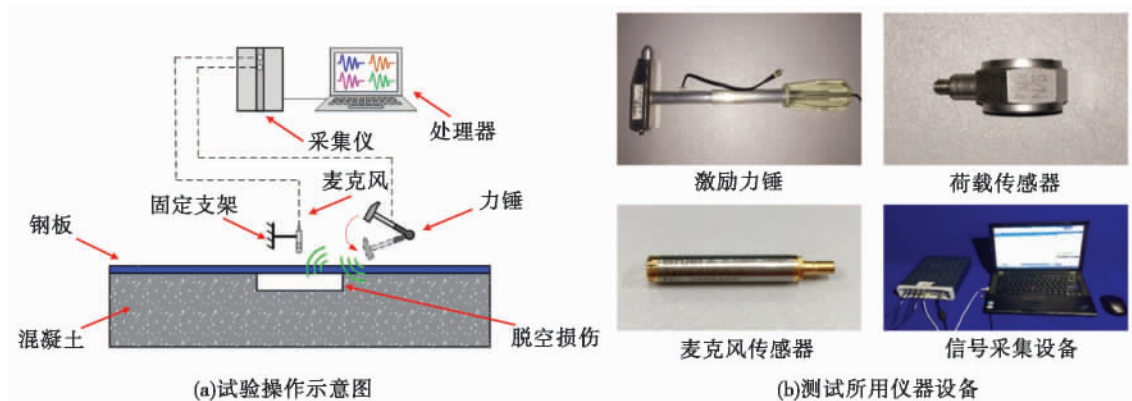 采集仪
处理器
麦克风
固定支架
力锤
钢板
混凝土
脱空损伤
(a)试验操作示意图
激励力锤
荷载传感器
麦克风传感器
信号采集设备
(b)测试所用仪器设备